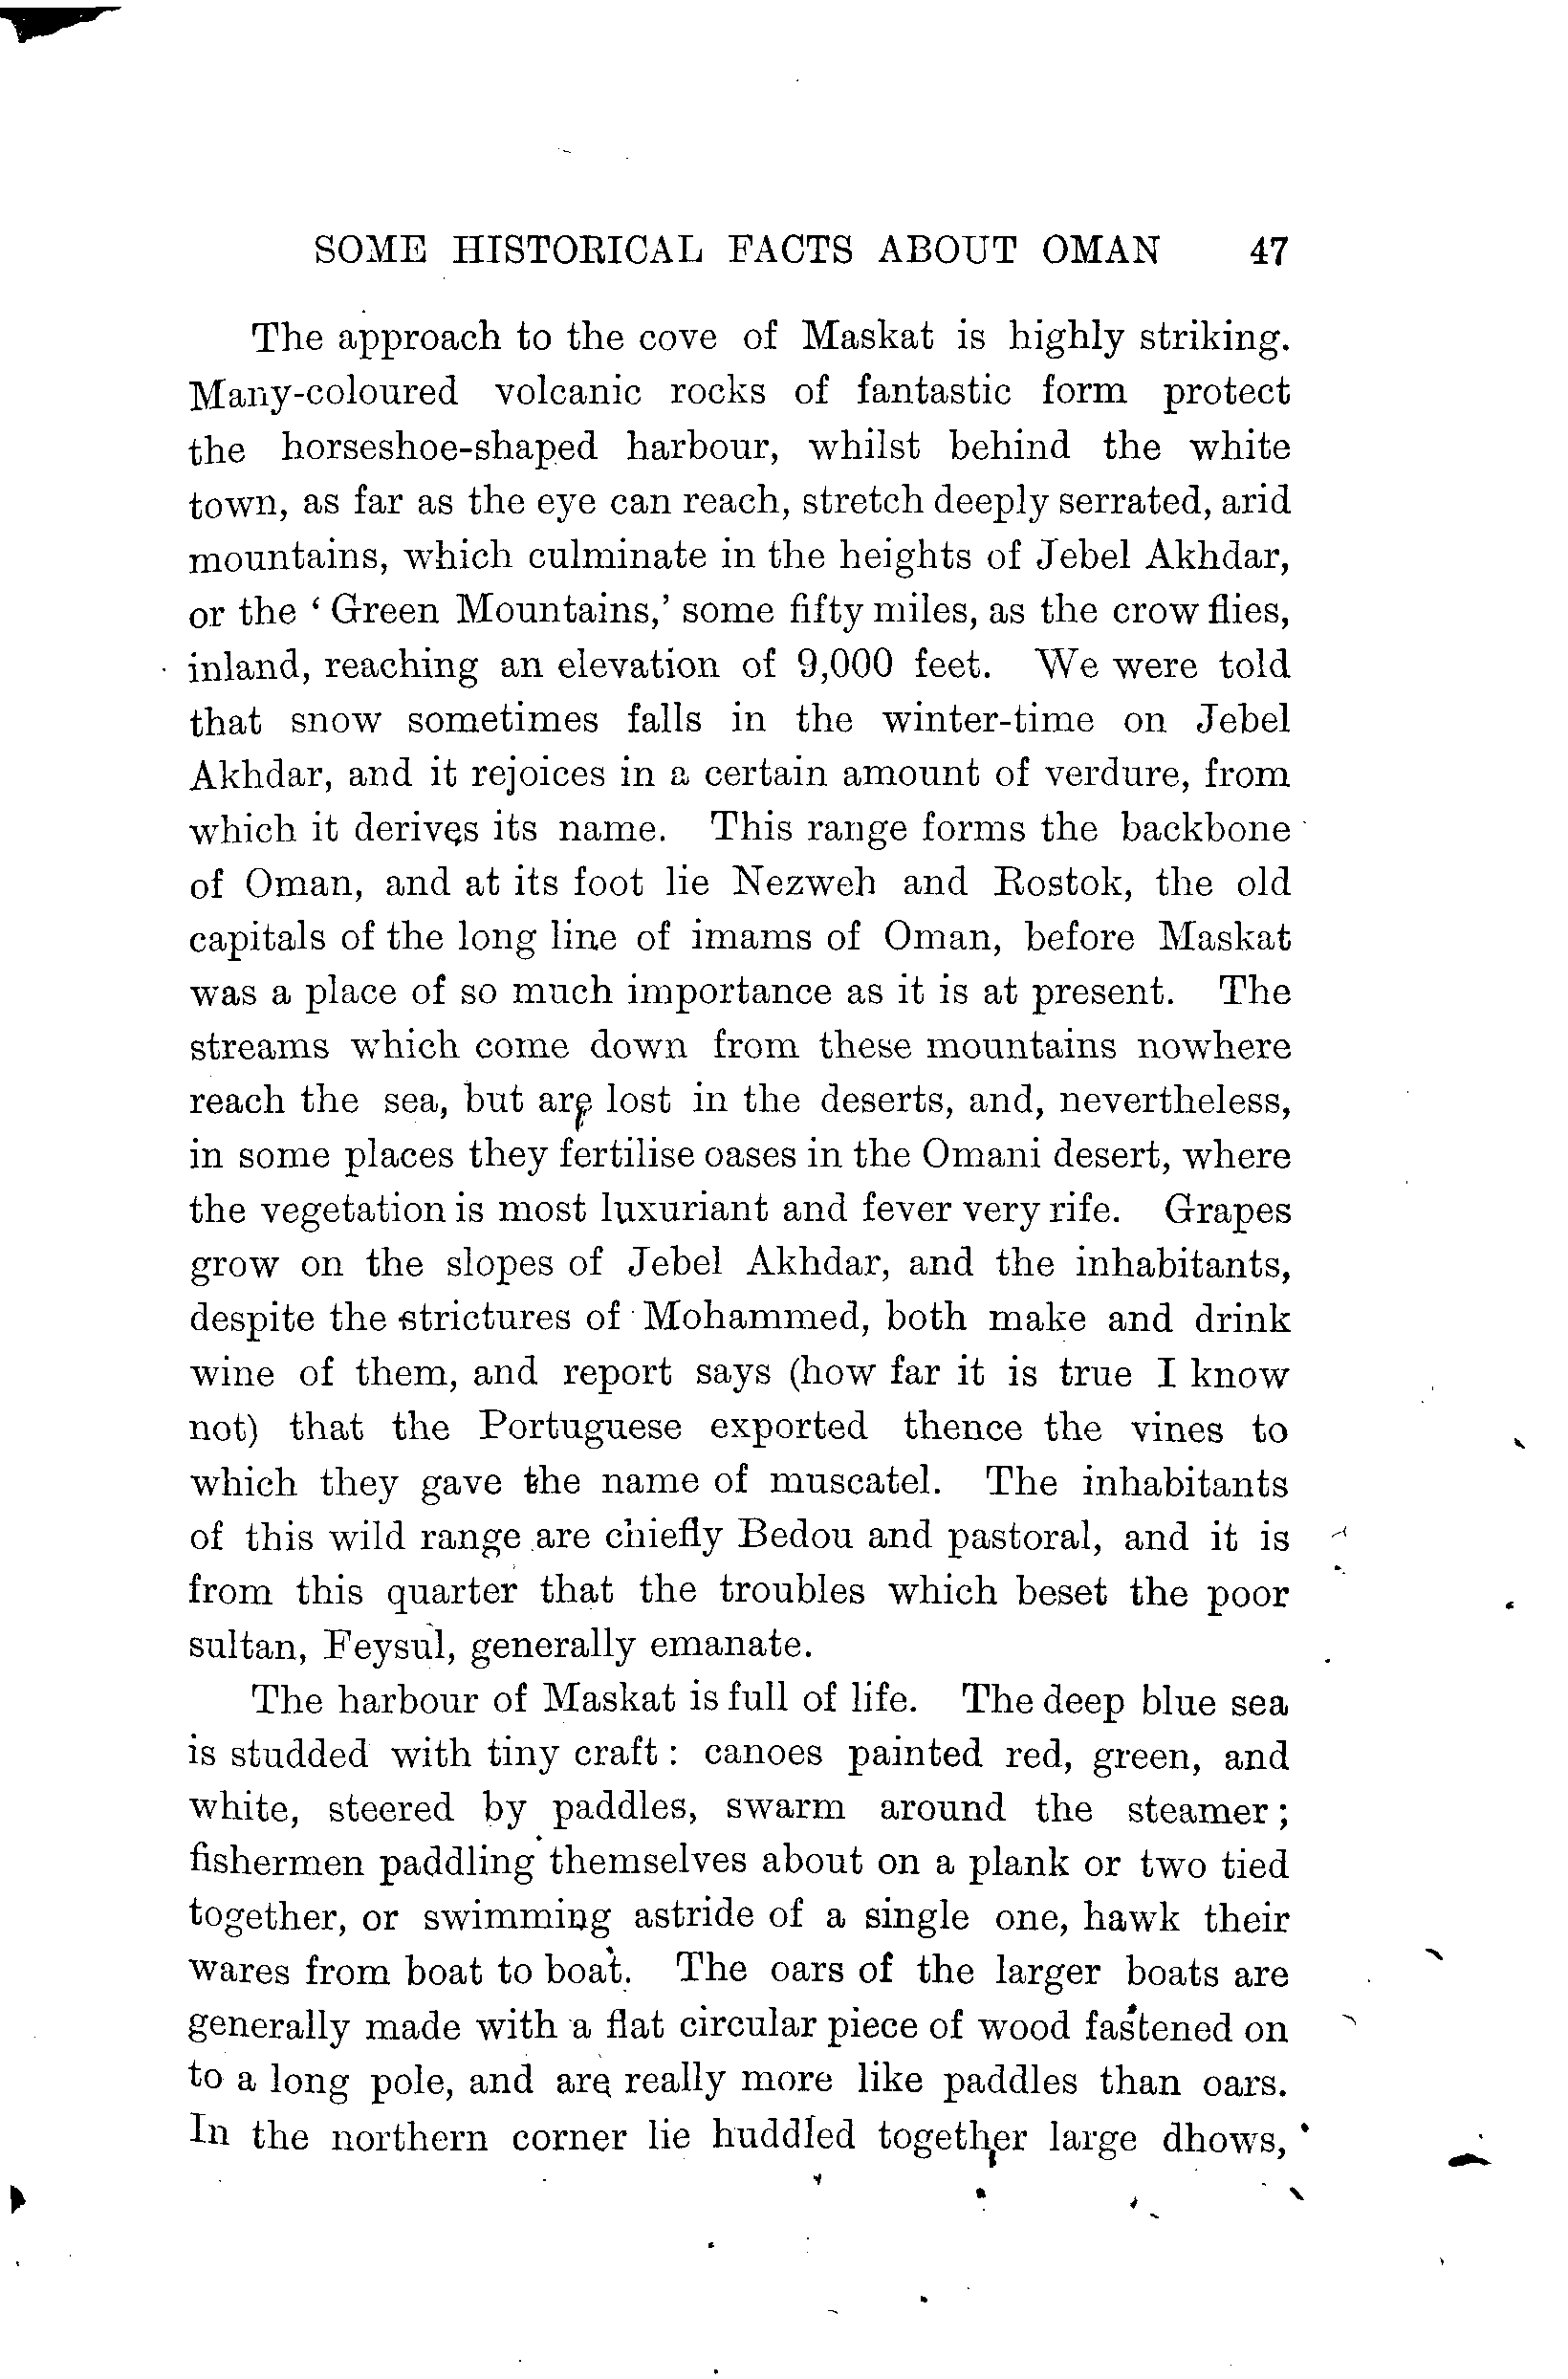 SOME HISTORICAL FACTS ABOUT OMAN 47
The approach to the cove of Maskat is highly striking.
Many-coloured volcanic rocks of fantastic form protect
the horseshoe-shaped harbour, whilst behind the white
town, as far as the eye can reach, stretch deeply serrated, arid
mountains, which culminate in the heights of Jebel Akhdar,
or the ‘Green Mountains,’ some fifty miles, as the crow flies,
inland, reaching an elevation of 9,000 feet. We were told
that snow sometimes falls in the winter-time on Jebel
Akhdar, and it rejoices in a certain amount of verdure, from
which it derives its name. This range forms the backbone
of Oman, and at its foot lie Nezweh and Rostok, the old
capitals of the long line of imams of Oman, before Maskat
was a place of so much importance as it is at present. The
streams which come down from these mountains nowhere
reach the sea, but are lost in the deserts, and, nevertheless,
in some places they fertilise oases in the Omani desert, where
the vegetation is most luxuriant and fever very rife. Grapes
grow on the slopes of Jebel Akhdar, and the inhabitants,
despite the strictures of Mohammed, both make and drink
wine of them, and report says (how far it is true I know
not) that the Portuguese exported thence the vines to
which they gave the name of muscatel. The inhabitants
of this wild range are chiefly Bedou and pastoral, and it is
from this quarter that the troubles which beset the poor
sultan, Feysul, generally emanate.
The harbour of Maskat is full of life. The deep blue sea
is studded with tiny craft: canoes painted red, green, and
white, steered by paddles, swarm around the steamer;
fishermen paddling themselves about on a plank or two tied
together, or swimming astride of a single one, hawk their
wares from boat to boat. The oars of the larger boats are
generally made with a flat circular piece of wood fastened on
to a long pole, and are really more like paddles than oars.
In the northern corner lie huddled together large dhows,